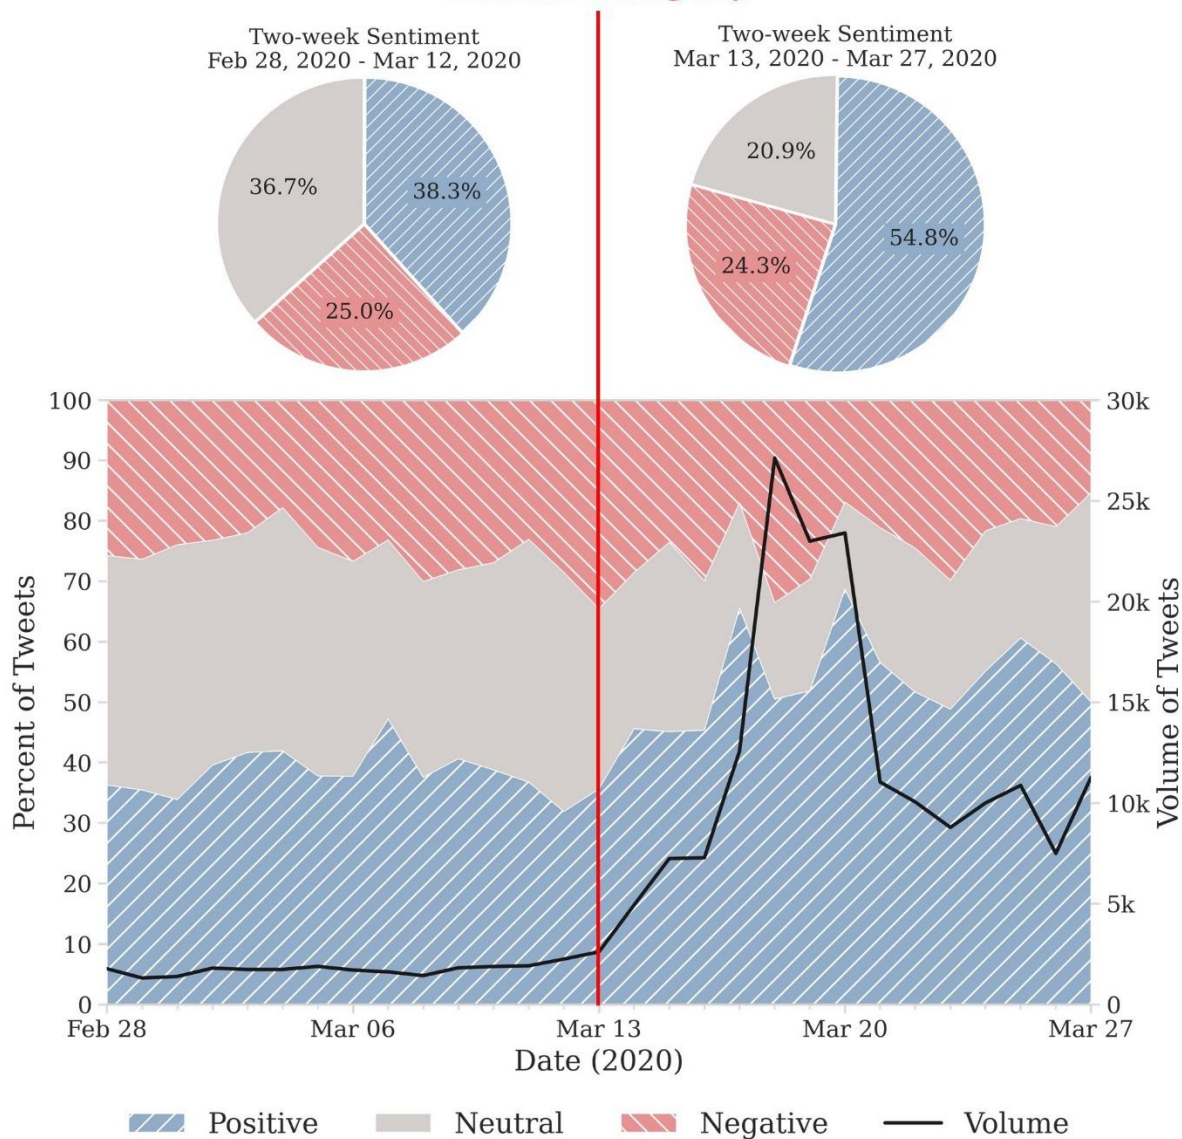 Two-week Sentiment
Feb 28, 2020 - Mar 12, 2020
Two-week Sentiment
Mar 13, 2020 - Mar 27, 2020
36.7%
38.3%
25.0%
20.9%
54.8%
24.3%
100
90
80
70
60
50
40
30
20
10
0
Percent of Tweets
30k
25k
20k
15k
10k
5k
0
Volume of Tweets
Feb 28
Mar 06
Mar 13
Mar 20
Mar 27
Date (2020)
Positive
Neutral
Negative
Volume